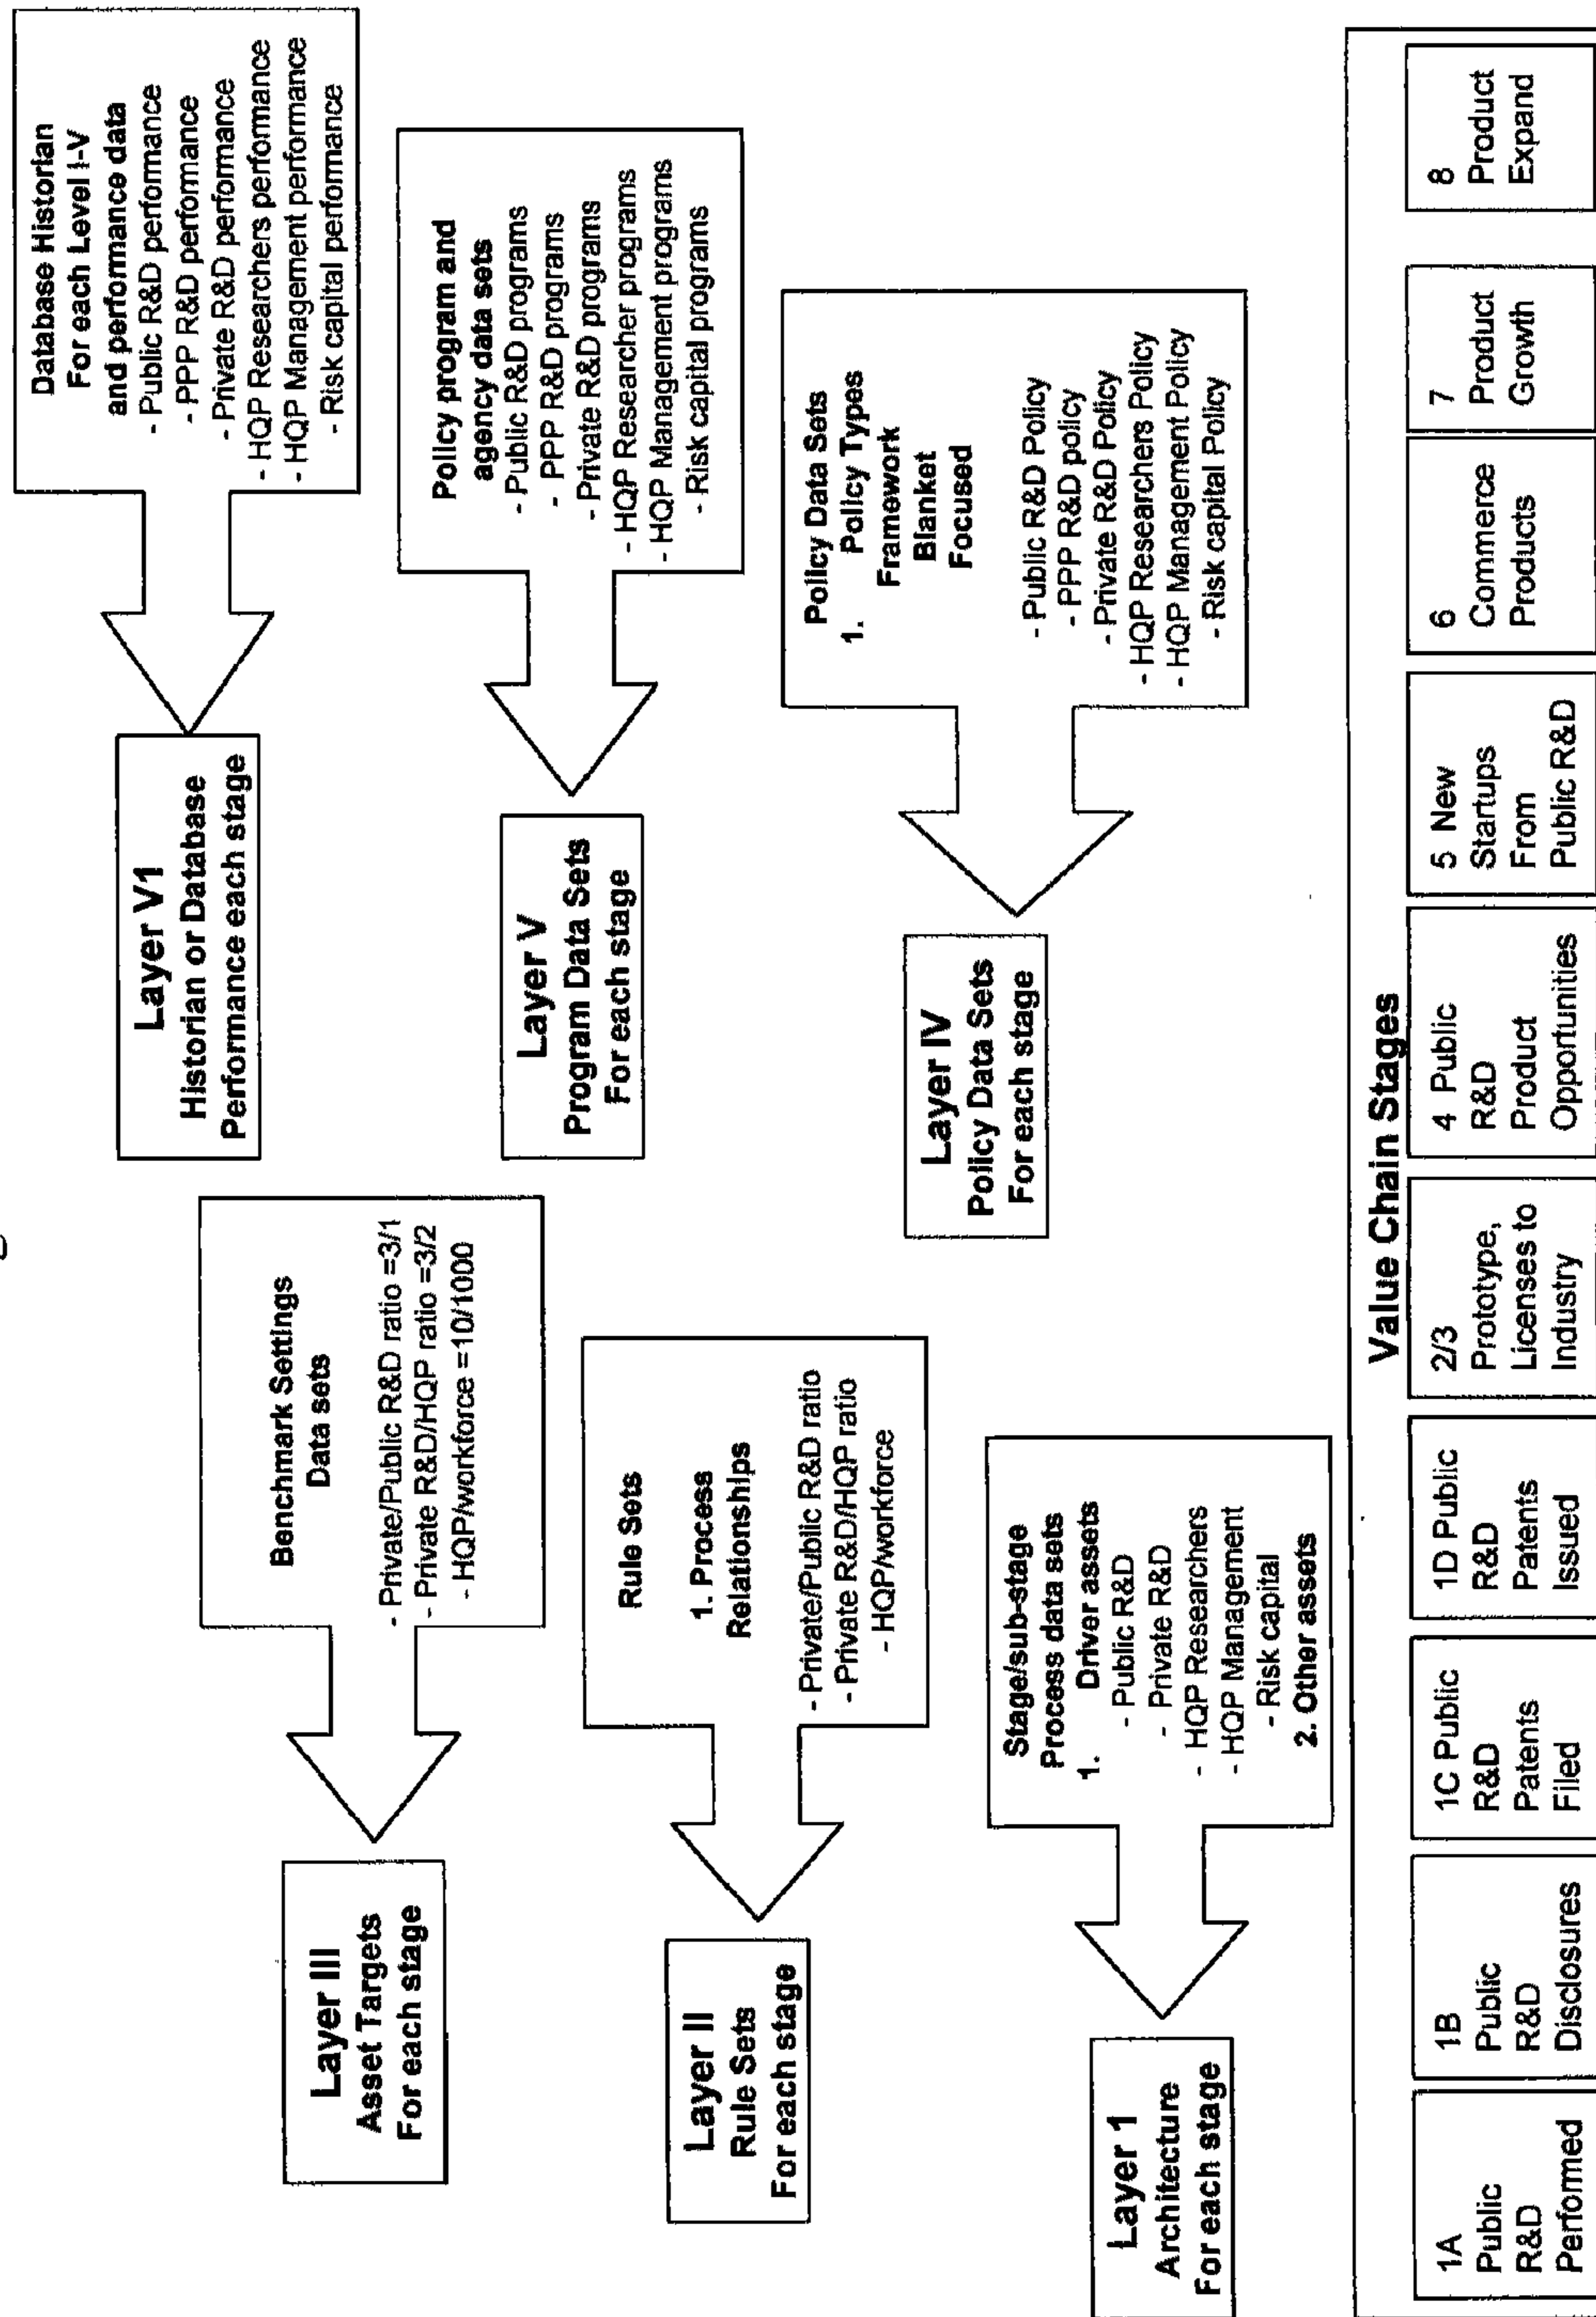 Layer III
Asset Targets
For each stage
Benchmark Settings
Data sets
- Private/Public R&D ratio =3/1
- Private R&D/HQP ratio =3/2
- HQP/workforce =10/1000
Layer V1
Historian or Database
Performance each stage
Database Historian
For each Level I-V
and performance data
- Public R&D performance
- PPP R&D performance
- Private R&D performance
- HQP Researchers performance
- HQP Management performance
- Risk capital performance
Layer II
Rule Sets
For each stage
Rule Sets
1. Process
Relationships
- Private/Public R&D ratio
- Private R&D/HQP ratio
- HQP/workforce
Layer V
Program Data Sets
For each stage
Policy program and
agency data sets
- Public R&D programs
- PPP R&D programs
- Private R&D programs
- HQP Researcher programs
- HQP Management programs
- Risk capital programs
Layer 1
Architecture
For each stage
Stage/sub-stage
Process data sets
1. Driver assets
- Public R&D
- Private R&D
- HQP Researchers
- HQP Management
- Risk capital
2. Other assets
Layer IV
Policy Data Sets
For each stage
Policy Data Sets
1. Policy Types
Framework
Blanket
Focused
- Public R&D Policy
- PPP R&D policy
- Private R&D Policy
- HQP Researchers Policy
- HQP Management Policy
- Risk capital Policy
Value Chain Stages
1A
Public
R&D
Performed
1B
Public
R&D
Disclosures
1C Public
R&D
Patents
Filed
1D Public
R&D
Patents
Issued
2/3
Prototype,
Licenses to
Industry
4 Public
R&D
Product
Opportunities
5 New
Startups
From
Public R&D
6
Commerce
Products
7
Product
Growth
8
Product
Expand